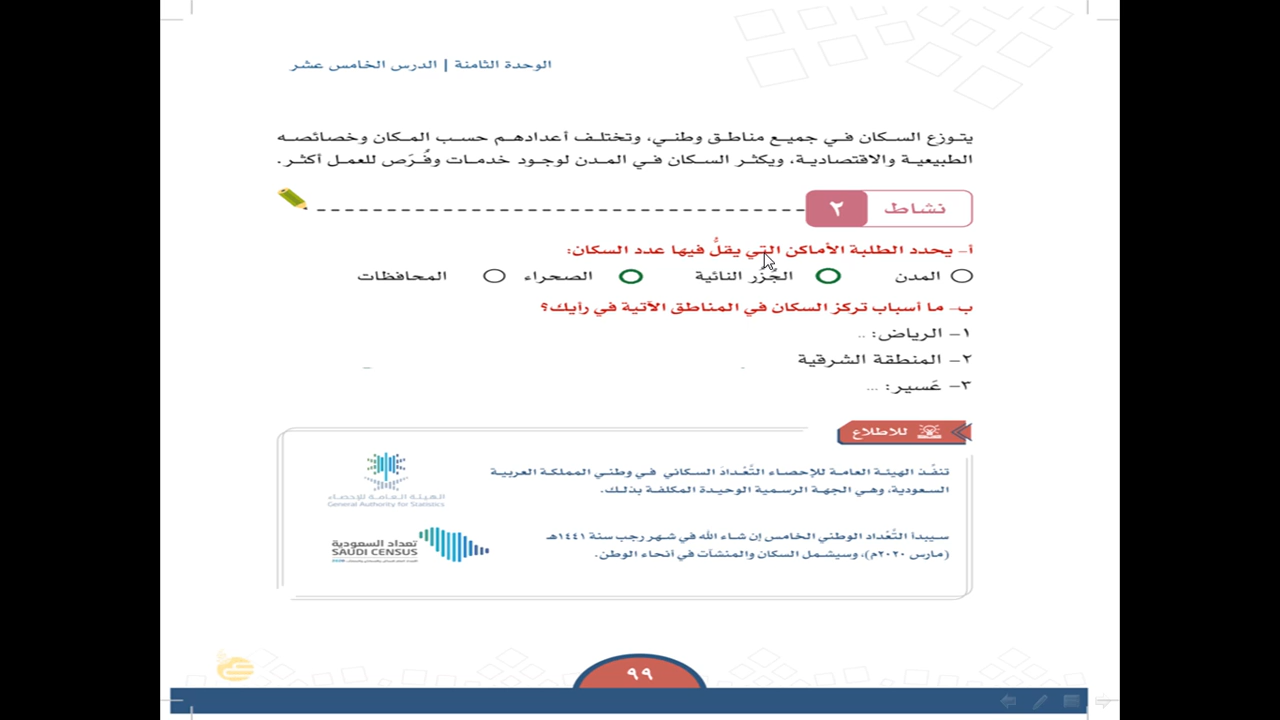 الوحدة الثامنة | الدرس الخامس عشر
يتوزع السكان في جميع مناطق وطني، وتختلف أعدادهم حسب المكان وخصائصه
الطبيعية والاقتصادية، ويكثر السكان في المدن لوجود خدمات وفُرَص للعمل أكثر.
نشاط ٢
أ- يحدد الطلبة الأماكن التي يقلُّ فيها عدد السكان:
المدن الجُزُر النائية الصحراء المحافظات
ب- ما أسباب تركز السكان في المناطق الآتية في رأيك؟
١- الرياض: ..
٢- المنطقة الشرقية
٣- عَسير: ...
للاطلاع
تنفِّذ الهيئة العامة للإحصاء التَّعْدادَ السكاني في وطني المملكة العربية
السعودية، وهي الجهة الرسمية الوحيدة المكلفة بذلك.
الهيئة العامة للإحصاء
General Authority for Statistics
سيبدأ التَّعْداد الوطني الخامس إن شاء الله في شهر رجب سنة ١٤٤١هـ
(مارس ٢٠٢٠م)، وسيشمل السكان والمنشآت في أنحاء الوطن.
تعداد السعودية
SAUDI CENSUS
٩٩